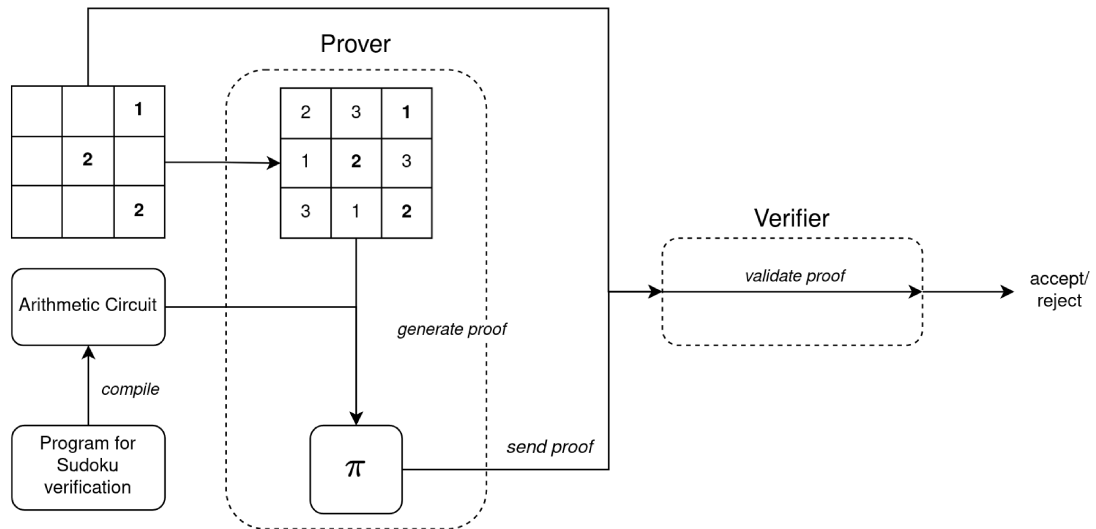 Prover
1
2
2
2 3 1
1 2 3
3 1 2
Verifier
validate proof
accept/
reject
Arithmetic Circuit
generate proof
compile
Program for
Sudoku
verification
π
send proof